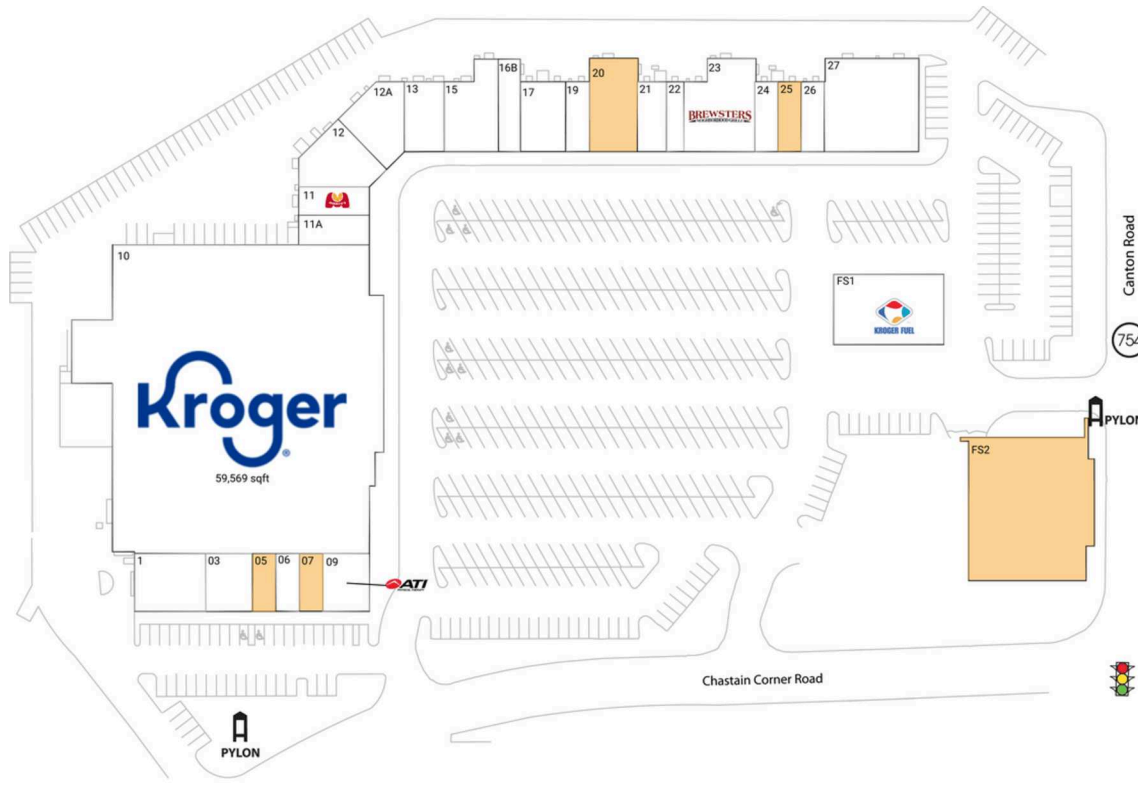 16B
20
23
27
12A
13
15
17
19
21
22
24
25
26
BREWSTERS
12
11
11A
10
Kroger
®
59,569 sqft
FS1
KROGER FUEL
Canton Road
754
PYLON
FS2
1
03
05
06
07
09
ATI
Chastain Corner Road
PYLON